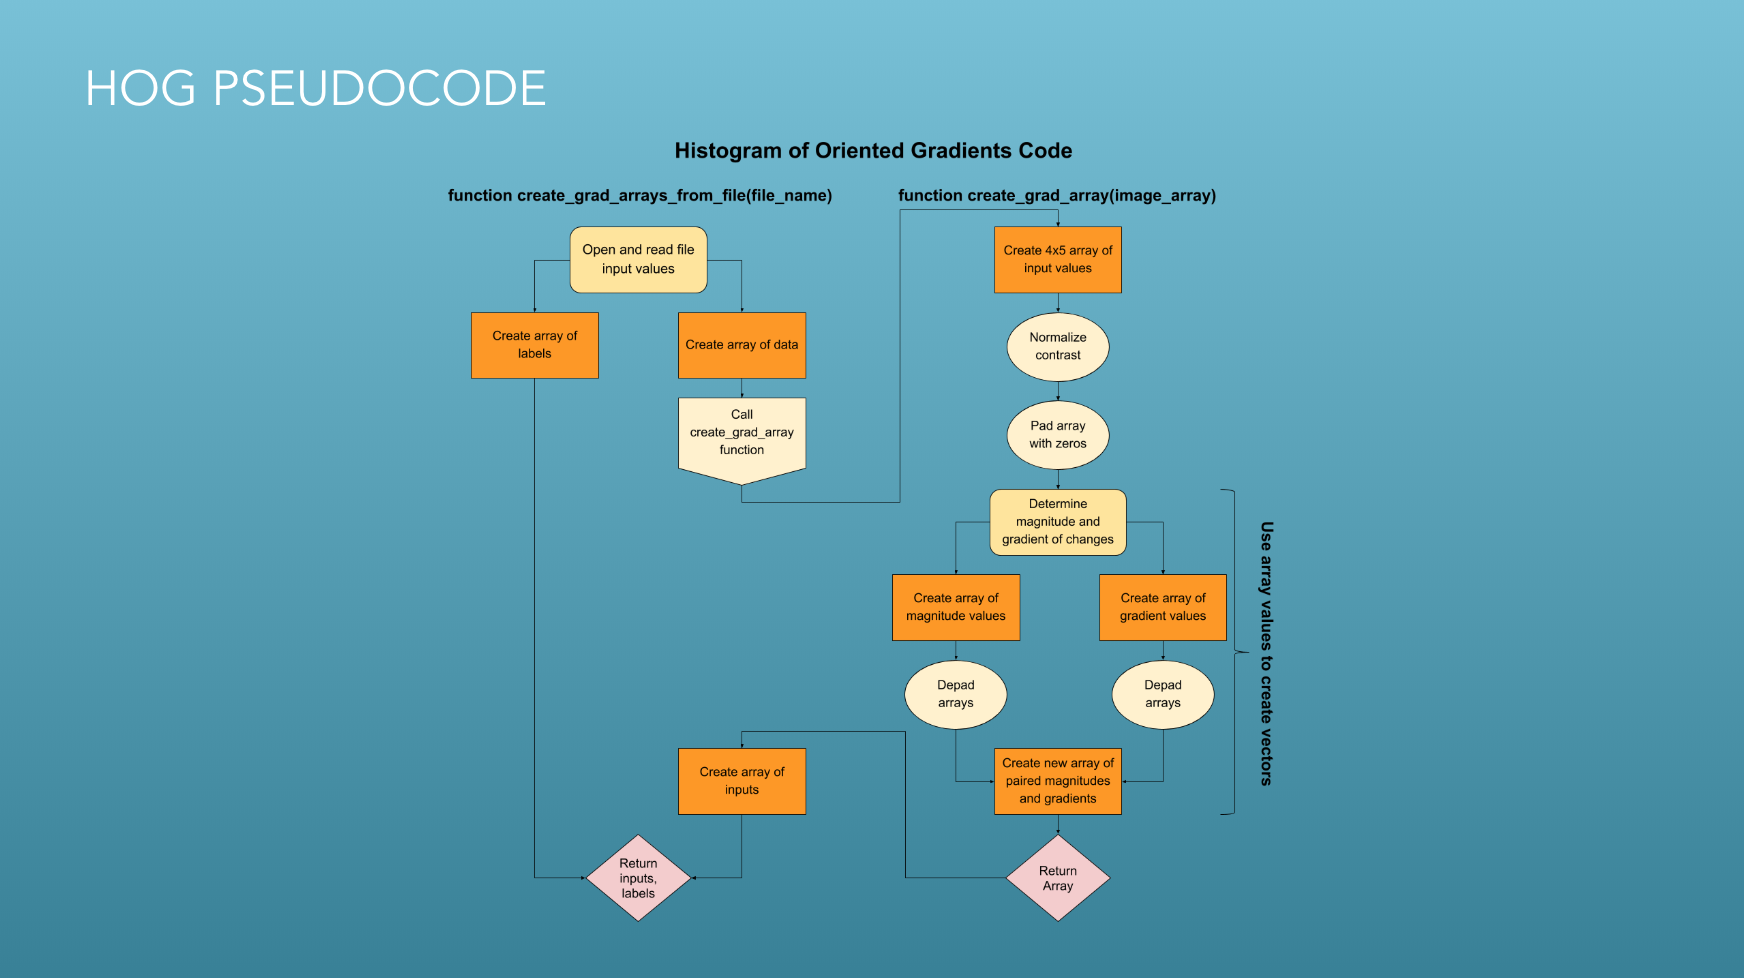 HOG PSEUDOCODE
Histogram of Oriented Gradients Code
function create_grad_arrays_from_file(file_name)
Open and read file
input values
Create array of
labels
Create array of data
Call
create_grad_array
function
Create array of
inputs
Return
inputs,
labels
function create_grad_array(image_array)
Create 4x5 array of
input values
Normalize
contrast
Pad array
with zeros
Determine
magnitude and
gradient of changes
Create array of
magnitude values
Create array of
gradient values
Depad
arrays
Depad
arrays
Create new array of
paired magnitudes
and gradients
Return
Array
Use array values to create vectors